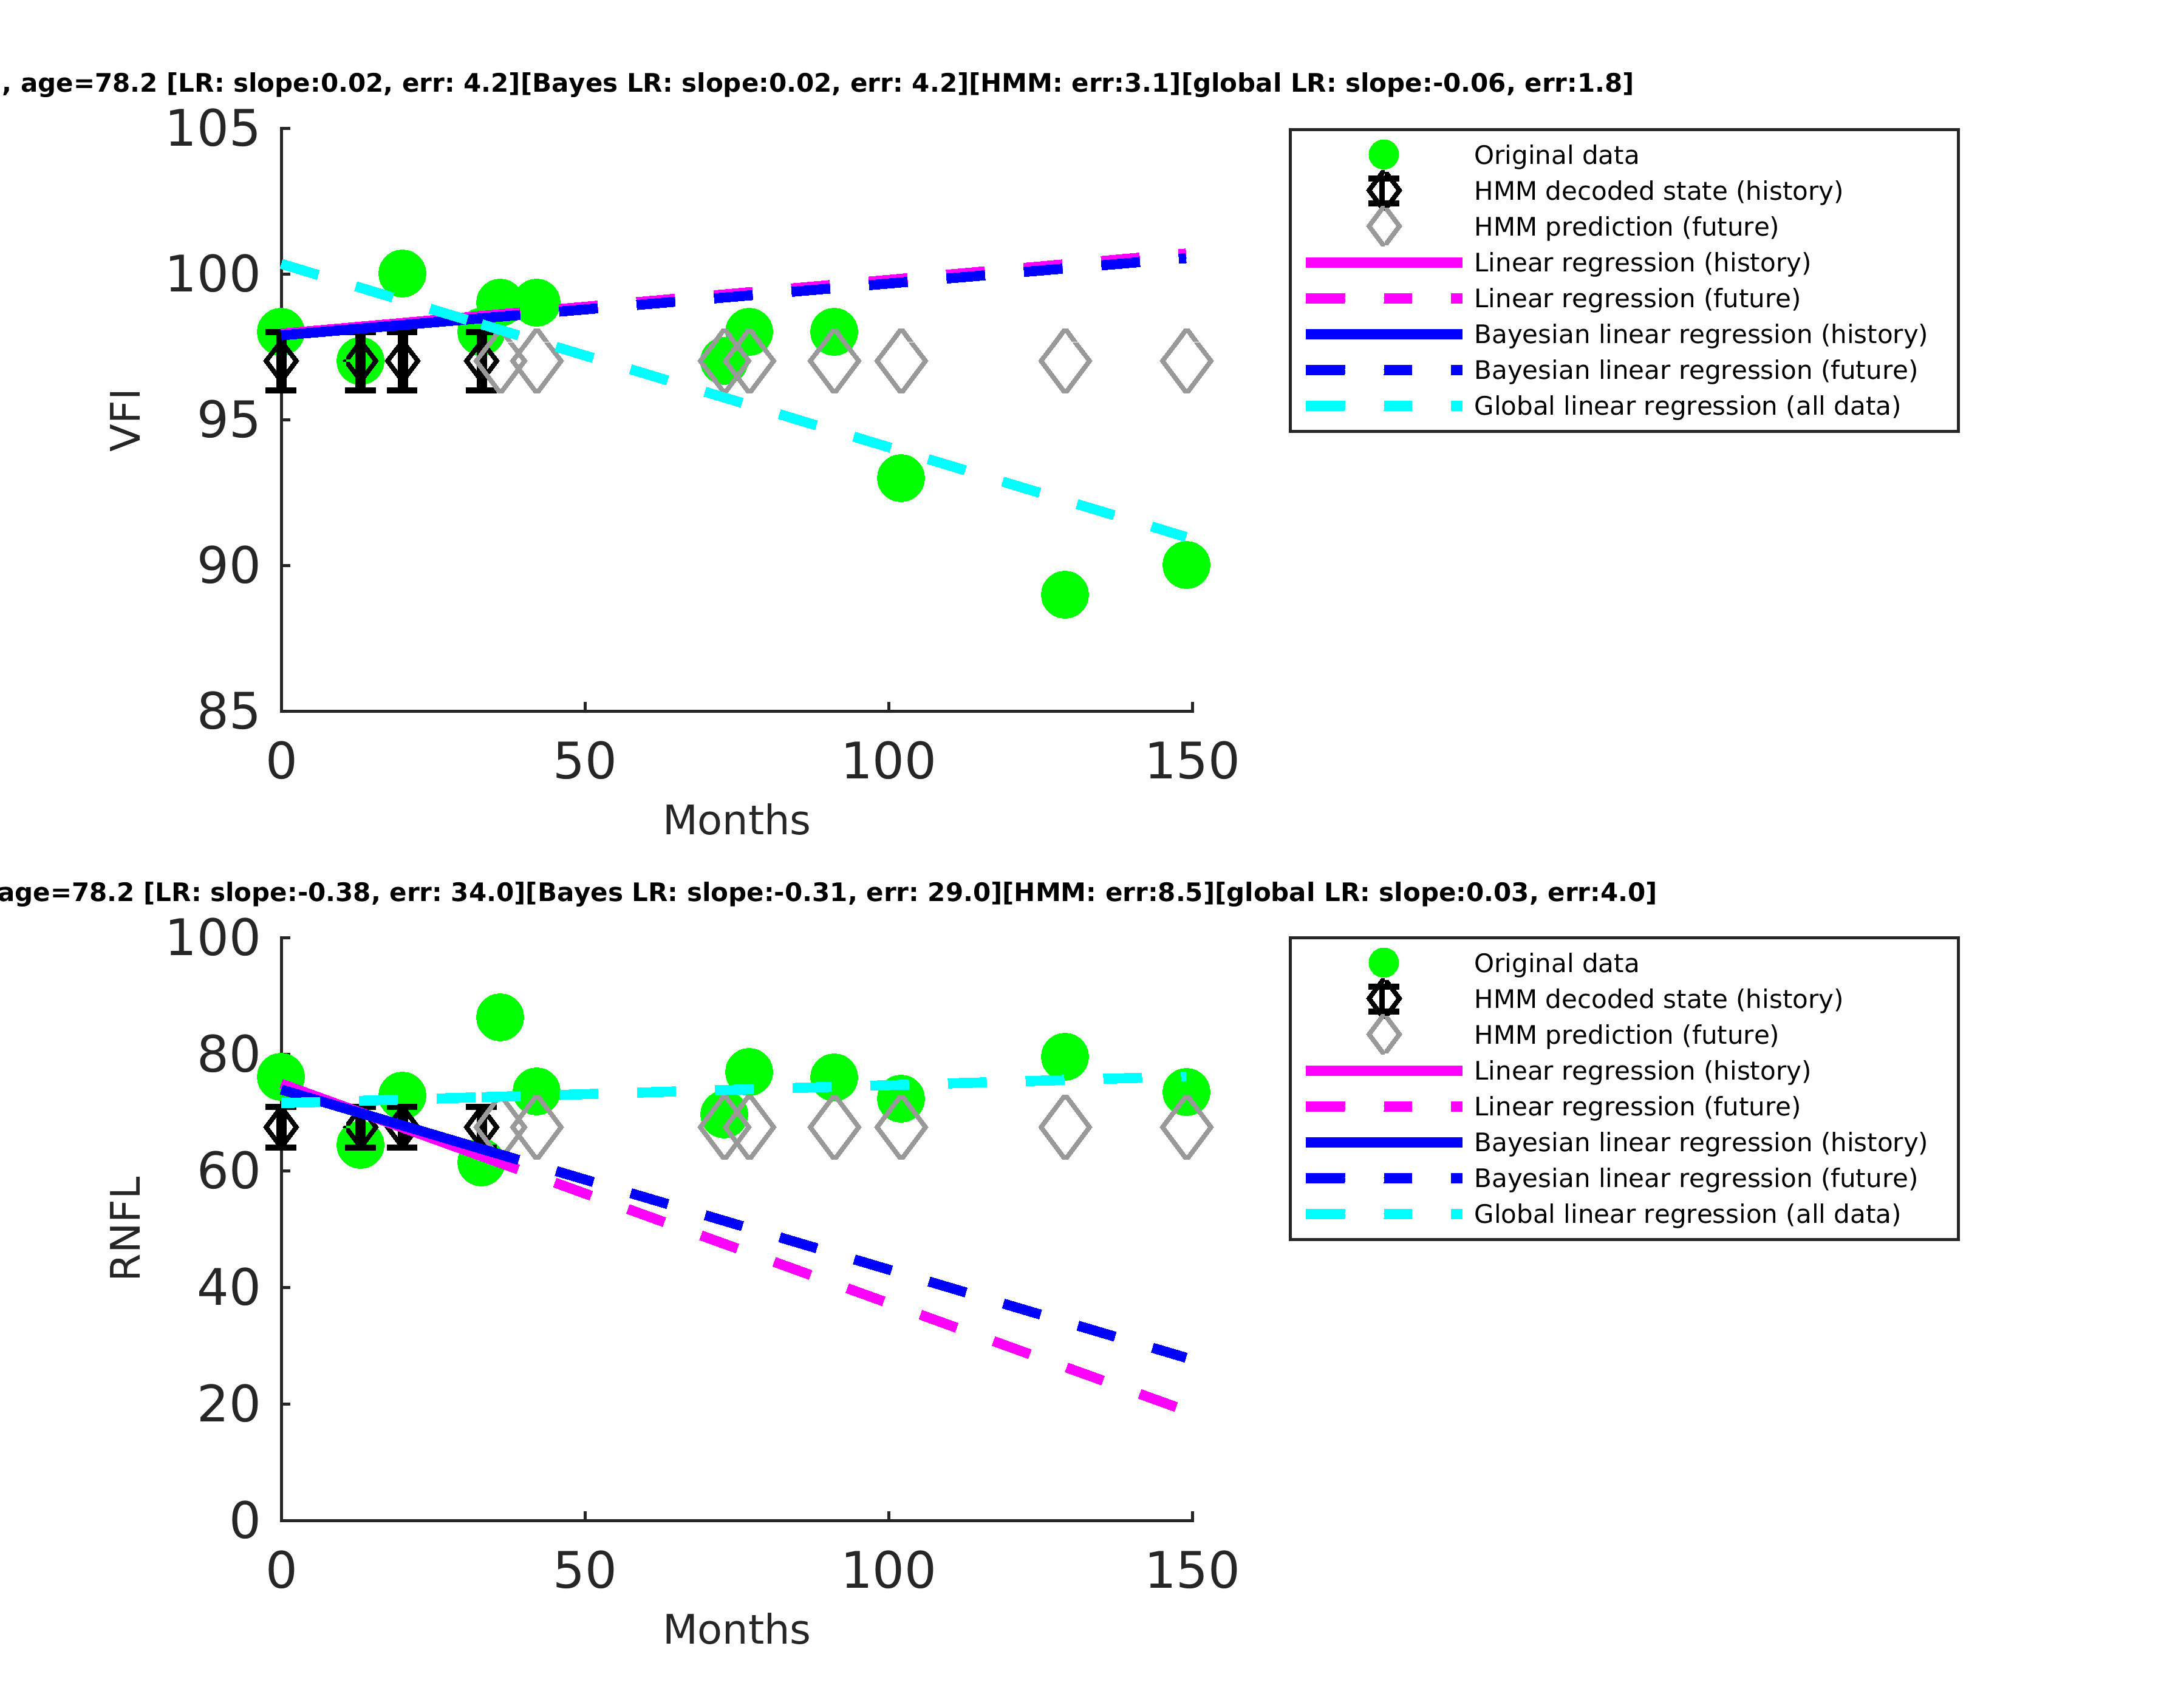 , age=78.2 [LR: slope:0.02, err: 4.2][Bayes LR: slope:0.02, err: 4.2][HMM: err:3.1][global LR: slope:-0.06, err:1.8]
105
100
95
90
85
VFI
0 50 100 150
Months
Original data
HMM decoded state (history)
HMM prediction (future)
Linear regression (history)
Linear regression (future)
Bayesian linear regression (history)
Bayesian linear regression (future)
Global linear regression (all data)
age=78.2 [LR: slope:-0.38, err: 34.0][Bayes LR: slope:-0.31, err: 29.0][HMM: err:8.5][global LR: slope:0.03, err:4.0]
100
80
60
40
20
0
RNFL
0 50 100 150
Months
Original data
HMM decoded state (history)
HMM prediction (future)
Linear regression (history)
Linear regression (future)
Bayesian linear regression (history)
Bayesian linear regression (future)
Global linear regression (all data)